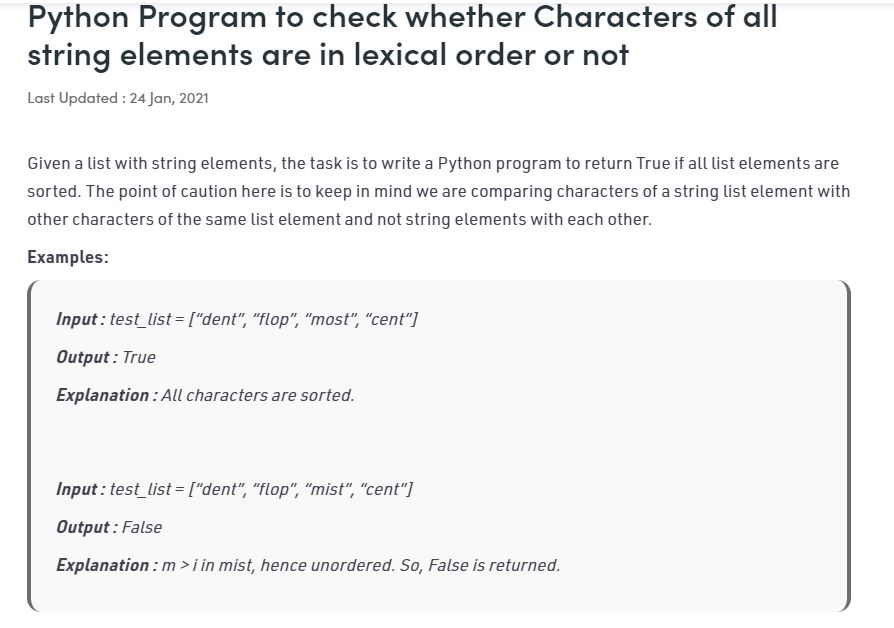 Python Program to check whether Characters of all
string elements are in lexical order or not
Last Updated : 24 Jan, 2021
Given a list with string elements, the task is to write a Python program to return True if all list elements are
sorted. The point of caution here is to keep in mind we are comparing characters of a string list element with
other characters of the same list element and not string elements with each other.
Examples:
Input : test_list = [“dent”, “flop”, “most”, “cent”]
Output : True
Explanation : All characters are sorted.
Input : test_list = [“dent”, “flop”, “mist”, “cent”]
Output : False
Explanation : m > i in mist, hence unordered. So, False is returned.